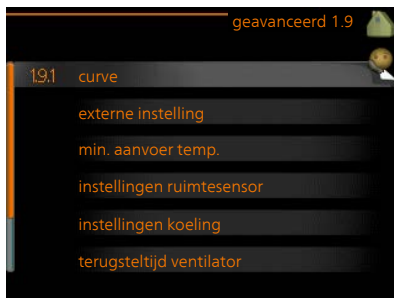 geavanceerd 1.9
1.9.1 curve
externe instelling
min. aanvoer temp.
instellingen ruimtesensor
instellingen koeling
terugsteltijd ventilator